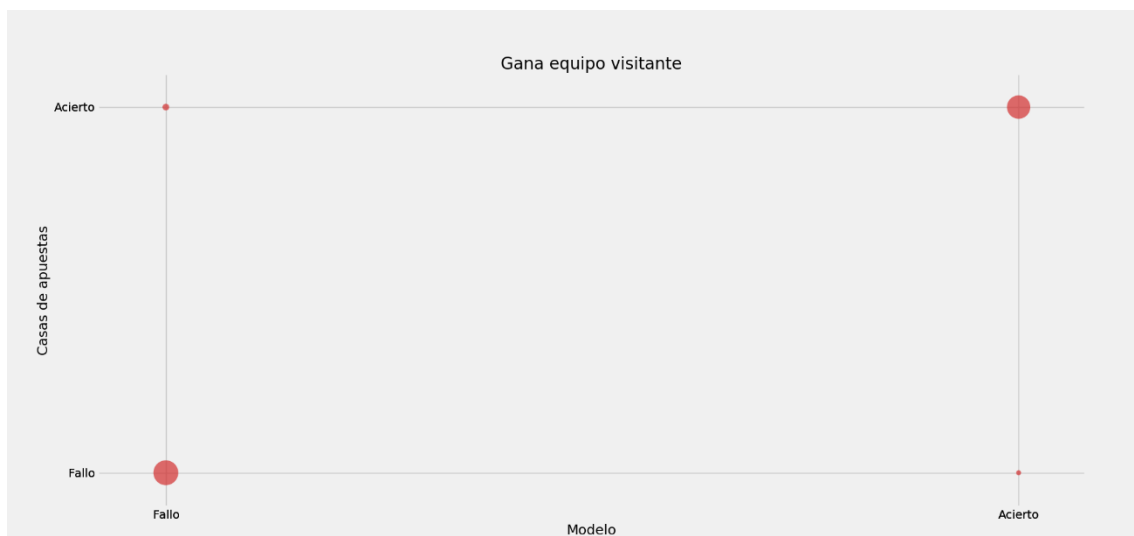 Gana equipo visitante
Acierto
Casas de apuestas
Fallo
Fallo
Acierto
Modelo